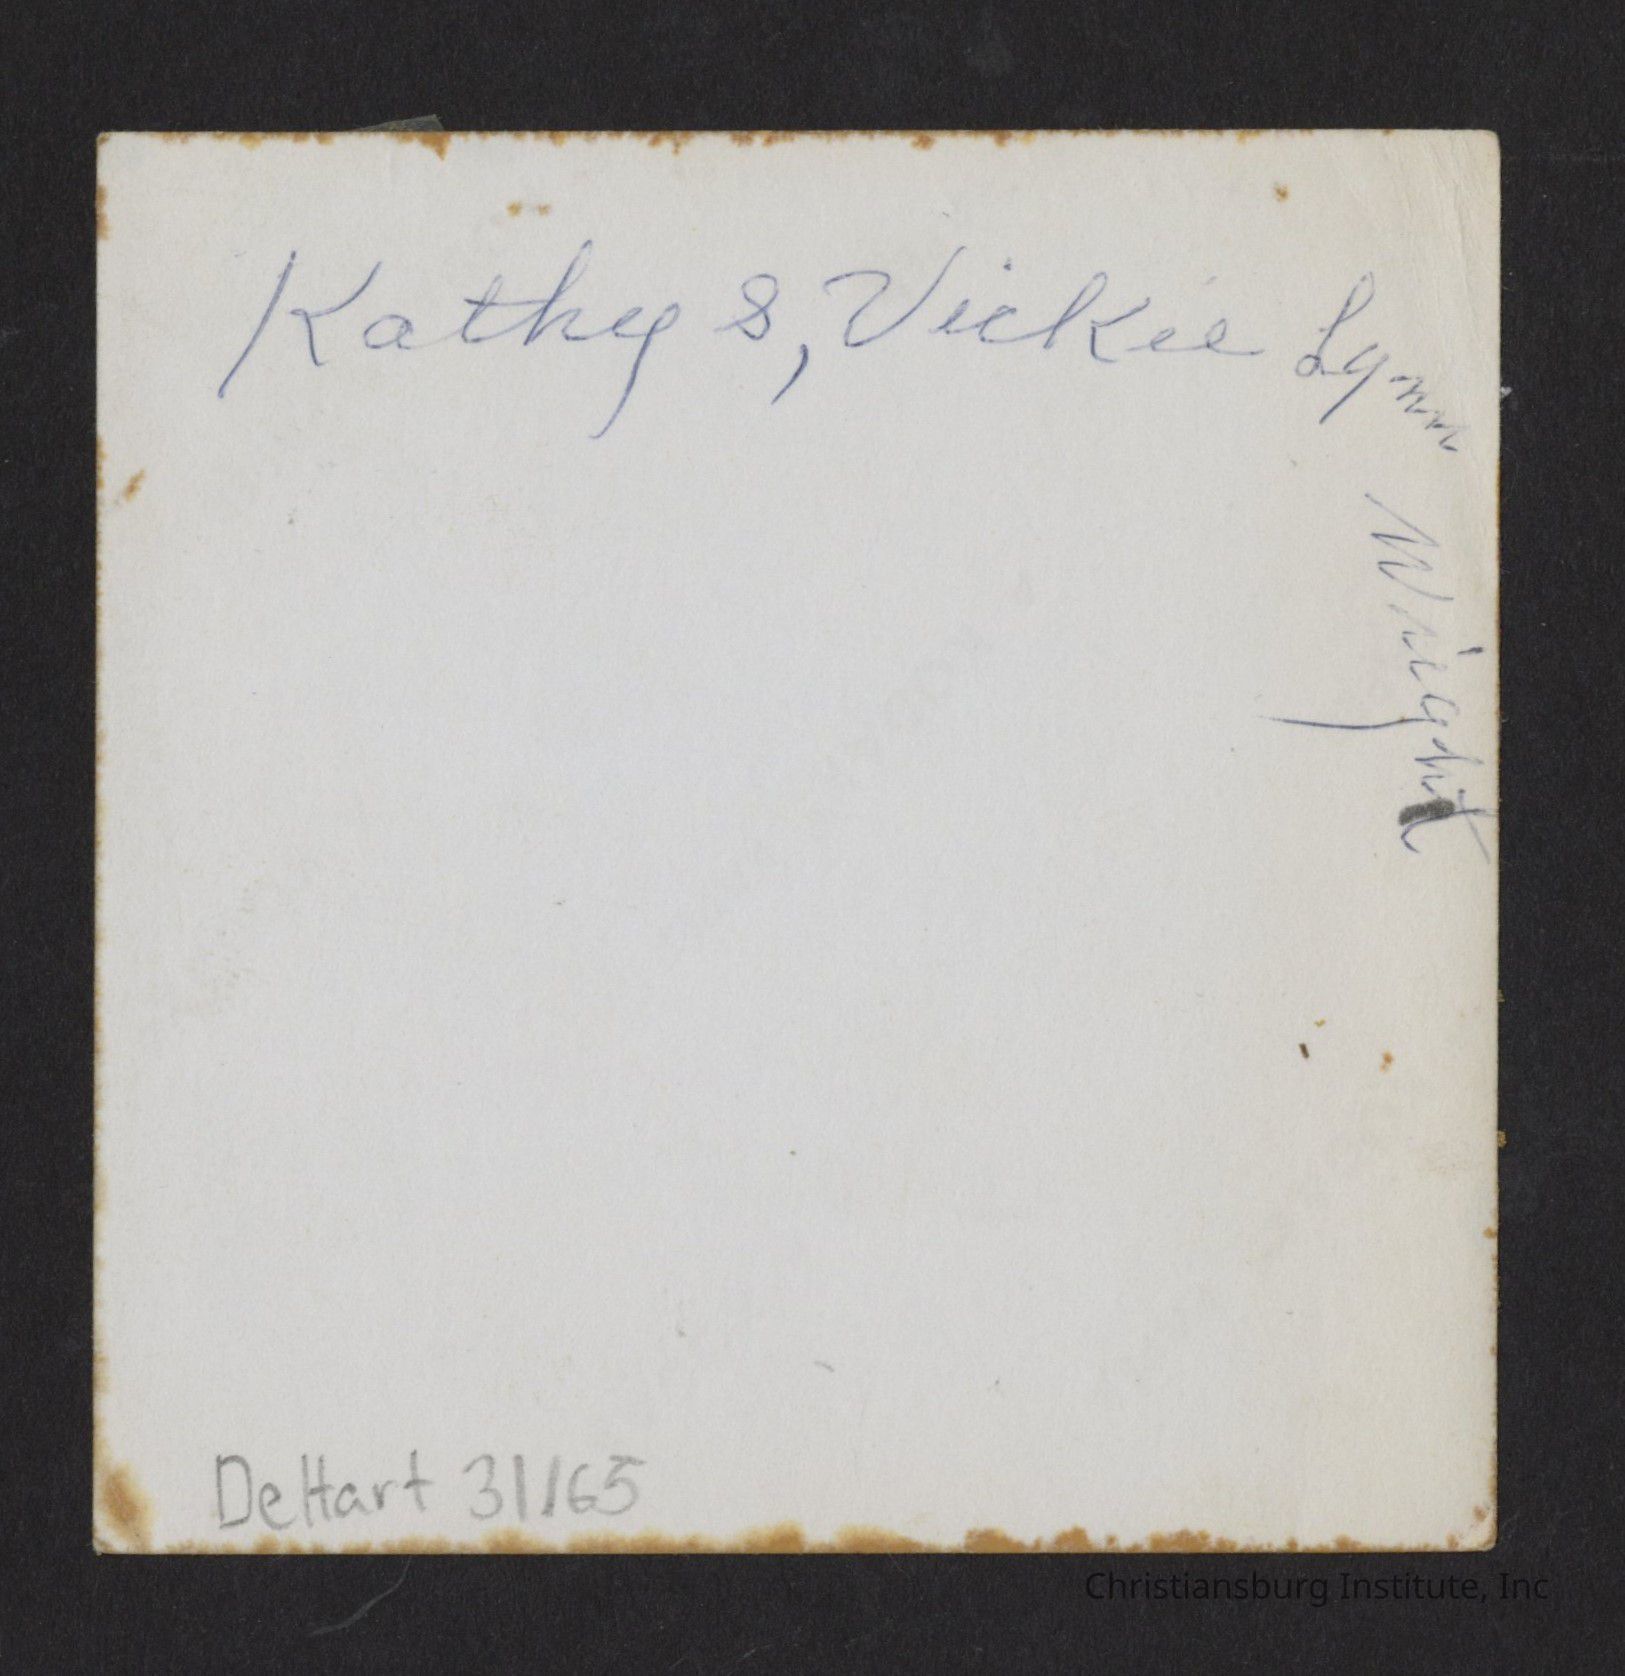 Kathy S, Vickie Lynn
Wright
DeHart 31/65
Christiansburg Institute, Inc